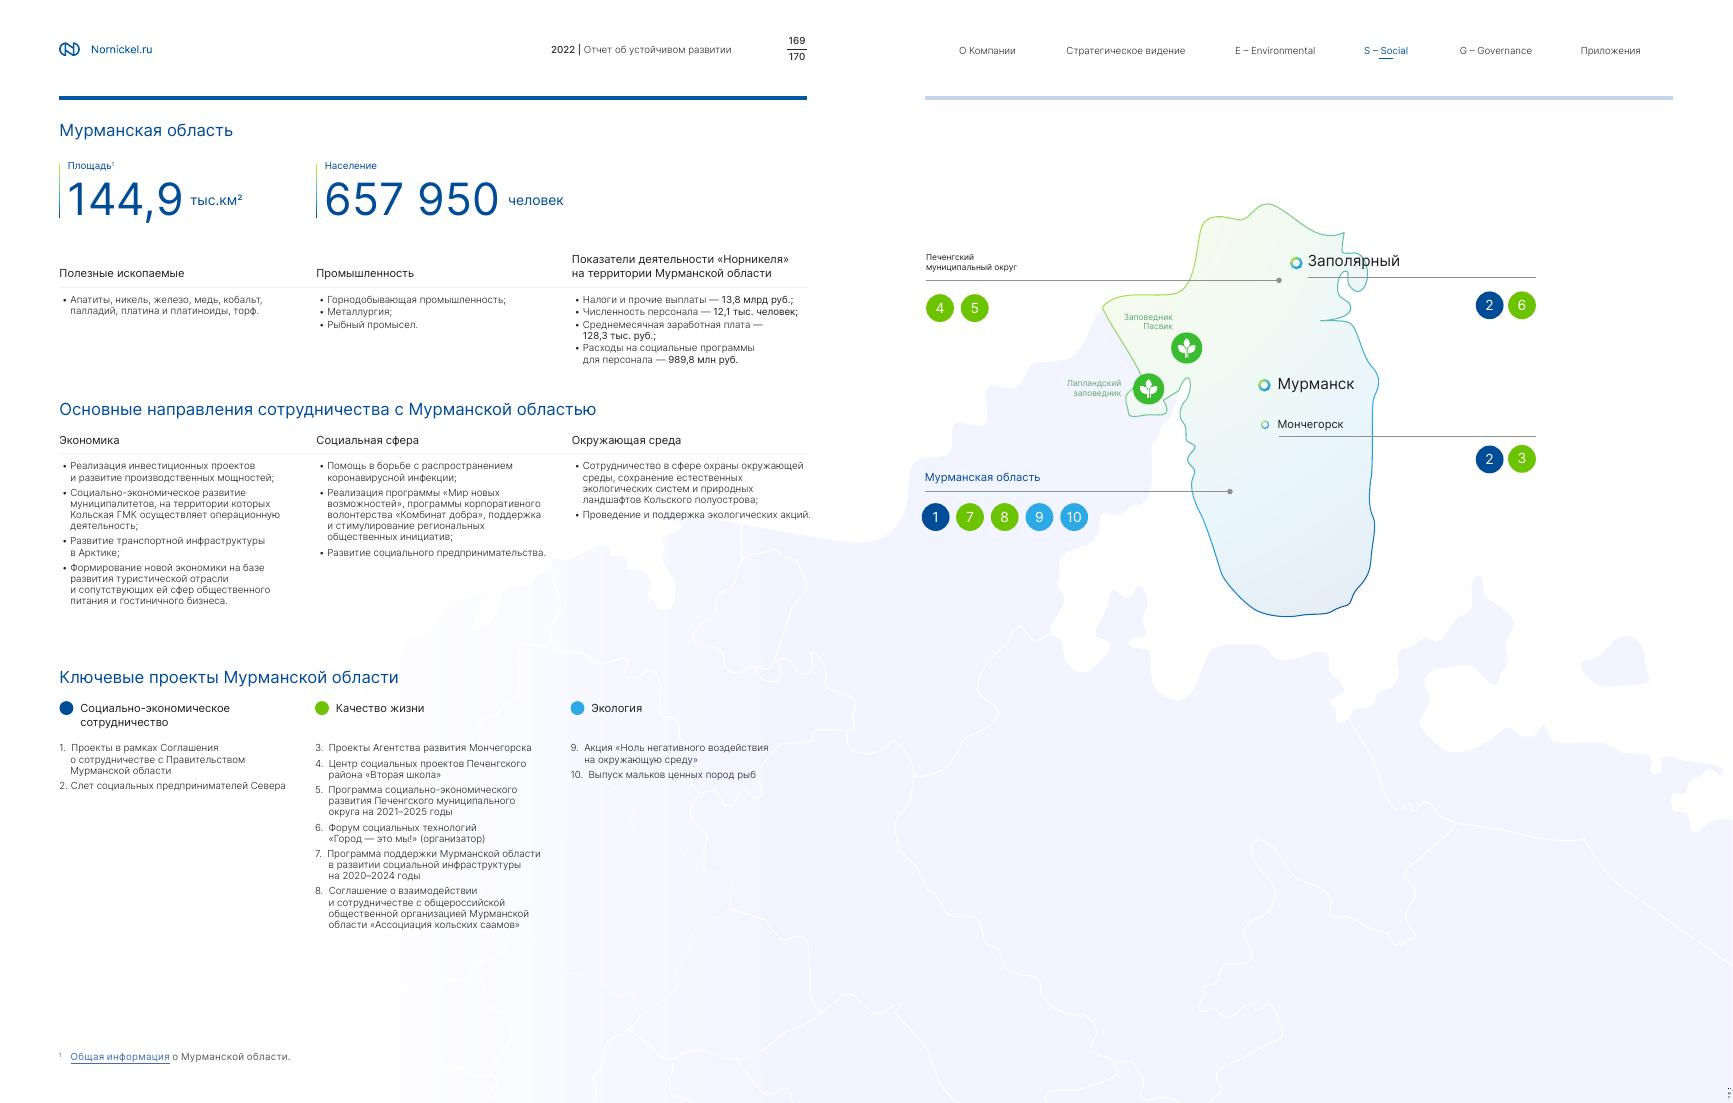 Nornickel.ru
2022 | Отчет об устойчивом развитии
169
170
О Компании
Стратегическое видение
E – Environmental
S – Social
G – Governance
Приложения
Мурманская область
Площадь¹
144,9 тыс.км²
Население
657 950 человек
Полезные ископаемые
• Апатиты, никель, железо, медь, кобальт,
палладий, платина и платиноиды, торф.
Промышленность
• Горнодобывающая промышленность;
• Металлургия;
• Рыбный промысел.
Показатели деятельности «Норникеля»
на территории Мурманской области
• Налоги и прочие выплаты — 13,8 млрд руб.;
• Численность персонала — 12,1 тыс. человек;
• Среднемесячная заработная плата —
128,3 тыс. руб.;
• Расходы на социальные программы
для персонала — 989,8 млн руб.
Основные направления сотрудничества с Мурманской областью
Экономика
• Реализация инвестиционных проектов
и развитие производственных мощностей;
• Социально-экономическое развитие
муниципалитетов, на территории которых
Кольская ГМК осуществляет операционную
деятельность;
• Развитие транспортной инфраструктуры
в Арктике;
• Формирование новой экономики на базе
развития туристической отрасли
и сопутствующих ей сфер общественного
питания и гостиничного бизнеса.
Социальная сфера
• Помощь в борьбе с распространением
коронавирусной инфекции;
• Реализация программы «Мир новых
возможностей», программы корпоративного
волонтерства «Комбинат добра», поддержка
и стимулирование региональных
общественных инициатив;
• Развитие социального предпринимательства.
Окружающая среда
• Сотрудничество в сфере охраны окружающей
среды, сохранение естественных
экологических систем и природных
ландшафтов Кольского полуострова;
• Проведение и поддержка экологических акций.
Ключевые проекты Мурманской области
Социально-экономическое
сотрудничество
1. Проекты в рамках Соглашения
о сотрудничестве с Правительством
Мурманской области
2. Слет социальных предпринимателей Севера
Качество жизни
3. Проекты Агентства развития Мончегорска
4. Центр социальных проектов Печенгского
района «Вторая школа»
5. Программа социально-экономического
развития Печенгского муниципального
округа на 2021–2025 годы
6. Форум социальных технологий
«Город — это мы!» (организатор)
7. Программа поддержки Мурманской области
в развитии социальной инфраструктуры
на 2020–2024 годы
8. Соглашение о взаимодействии
и сотрудничестве с общероссийской
общественной организацией Мурманской
области «Ассоциация кольских саамов»
Экология
9. Акция «Ноль негативного воздействия
на окружающую среду»
10. Выпуск мальков ценных пород рыб
¹ Общая информация о Мурманской области.
Печенгский
муниципальный округ
4 5
Заполярный
2 6
Заповедник
Пасвик
Лапландский
заповедник
Мурманск
Мончегорск
2 3
Мурманская область
1 7 8 9 10